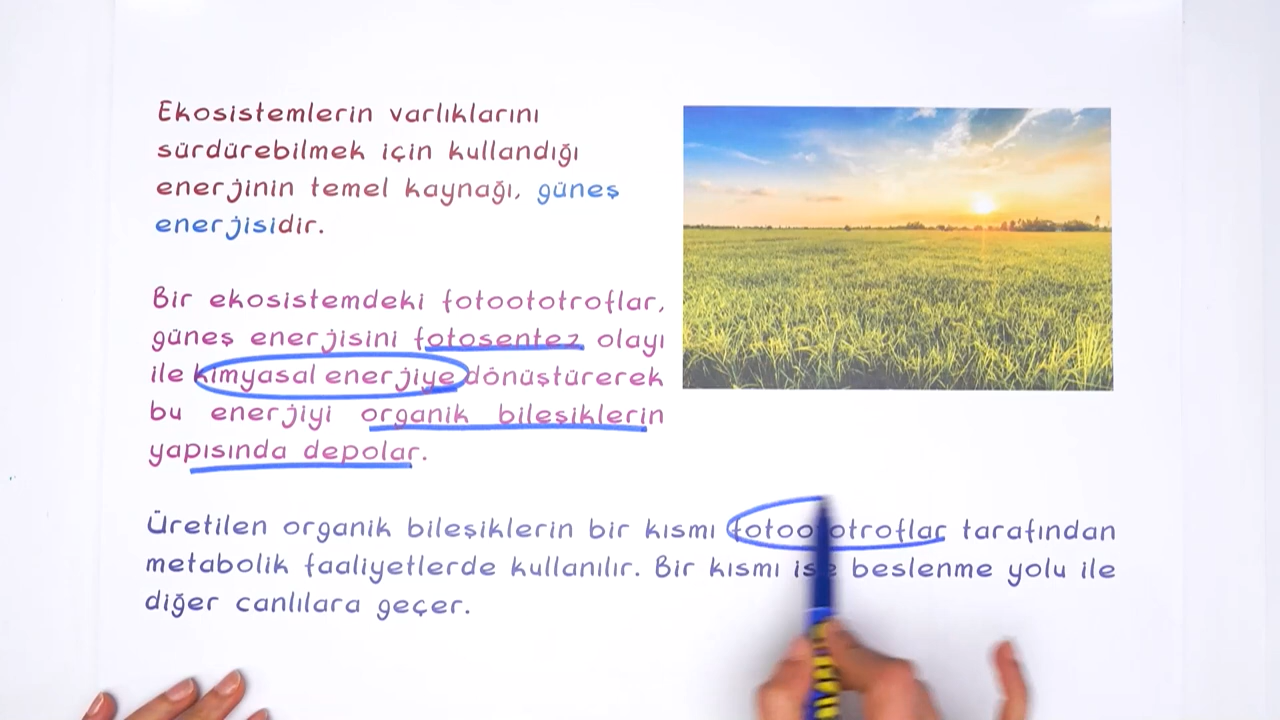 Ekosistemlerin varlıklarını
sürdürebilmek için kullandığı
enerjinin temel kaynağı, güneş
enerjisidir.
Bir ekosistemdeki fotoototroflar,
güneş enerjisini fotosentez olayı
ile kimyasal enerjiye dönüştürerek
bu enerjiyi organik bileşiklerin
yapısında depolar.
Üretilen organik bileşiklerin bir kısmı fotoototroflar tarafından
metabolik faaliyetlerde kullanılır. Bir kısmı ise beslenme yolu ile
diğer canlılara geçer.